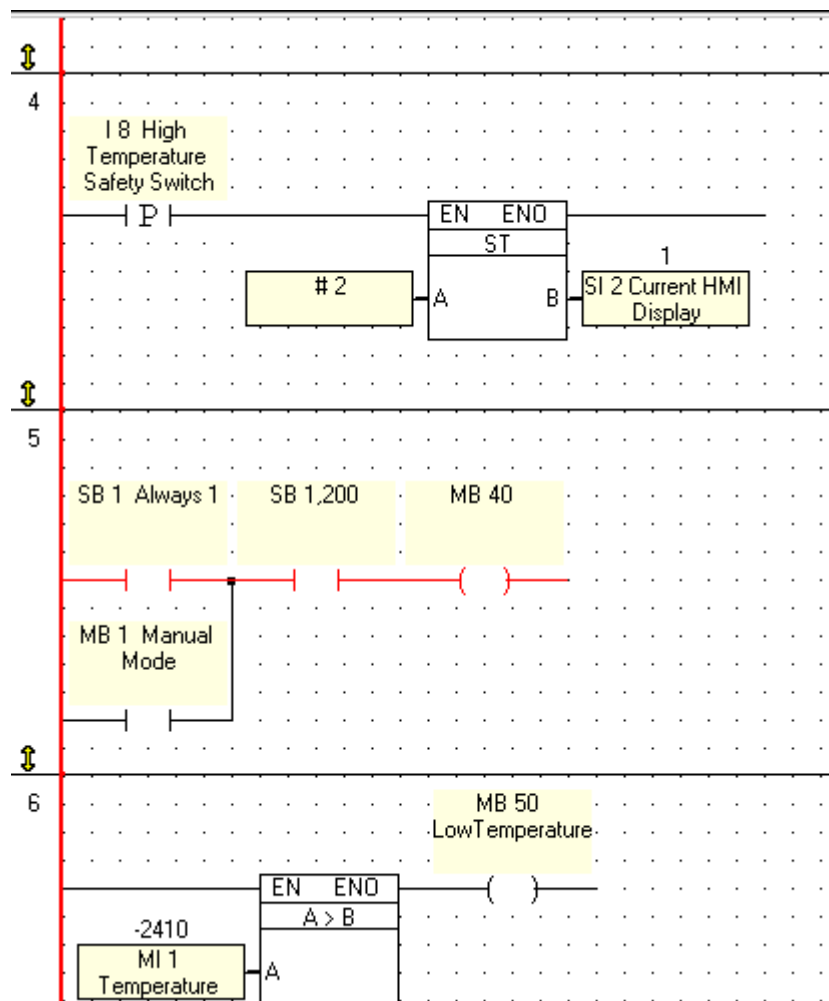 4
I 8 High
Temperature
Safety Switch
P
EN ENO
ST
1
# 2
A
B
SI 2 Current HMI
Display
5
SB 1 Always 1
SB 1,200
MB 40
MB 1 Manual
Mode
6
MB 50
LowTemperature
EN ENO
A > B
-2410
MI 1
Temperature
A